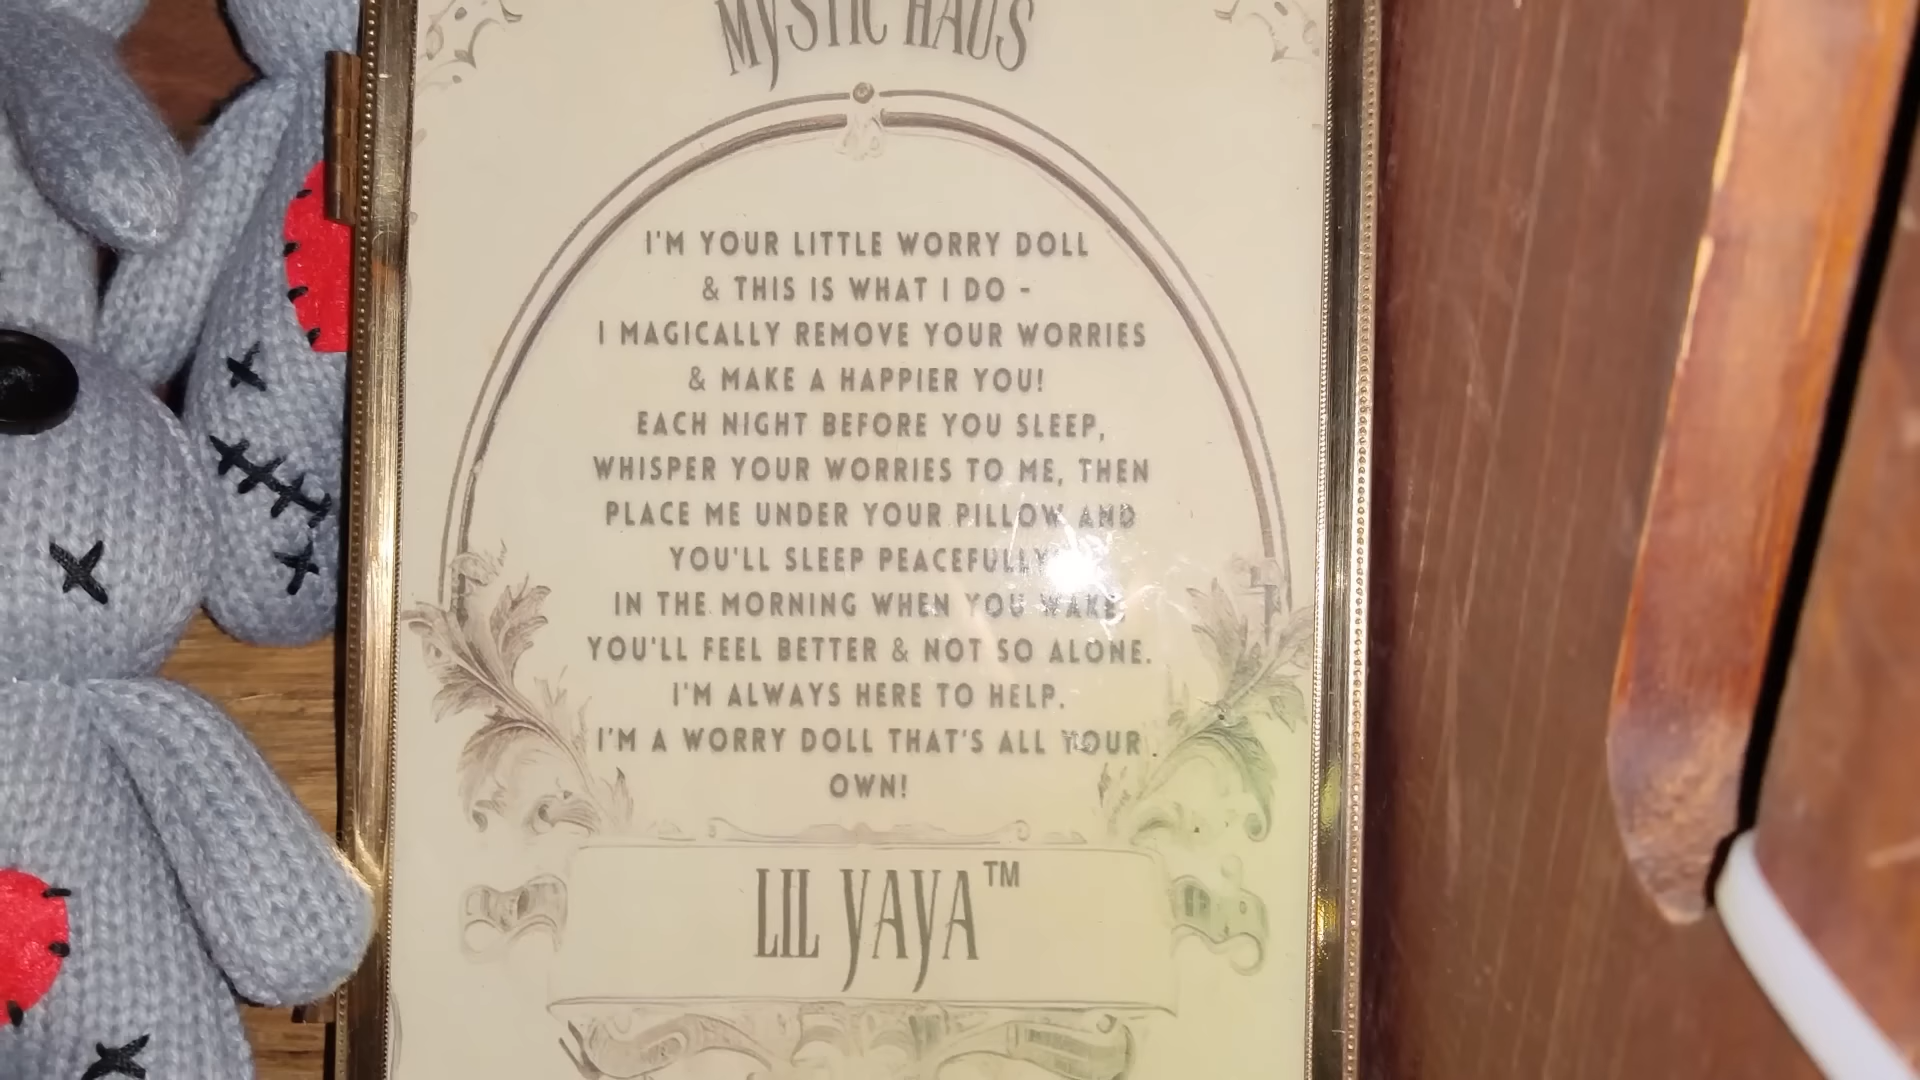 MYSTIC HAUS
I'M YOUR LITTLE WORRY DOLL
& THIS IS WHAT I DO -
I MAGICALLY REMOVE YOUR WORRIES
& MAKE A HAPPIER YOU!
EACH NIGHT BEFORE YOU SLEEP,
WHISPER YOUR WORRIES TO ME, THEN
PLACE ME UNDER YOUR PILLOW AND
YOU'LL SLEEP PEACEFULLY
IN THE MORNING WHEN YOU WAKE,
YOU'LL FEEL BETTER & NOT SO ALONE.
I'M ALWAYS HERE TO HELP.
I'M A WORRY DOLL THAT'S ALL YOUR
OWN!
LIL YAYA™